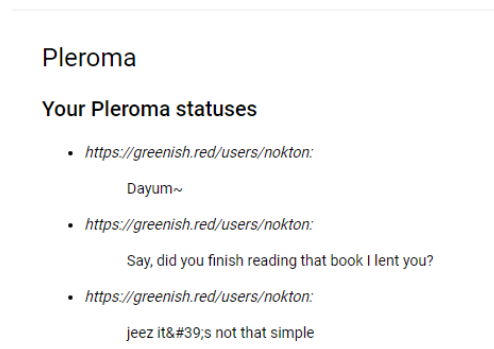 Pleroma
Your Pleroma statuses
https://greenish.red/users/nokton:
Dayum~
https://greenish.red/users/nokton:
Say, did you finish reading that book I lent you?
https://greenish.red/users/nokton:
jeez it&#39;s not that simple